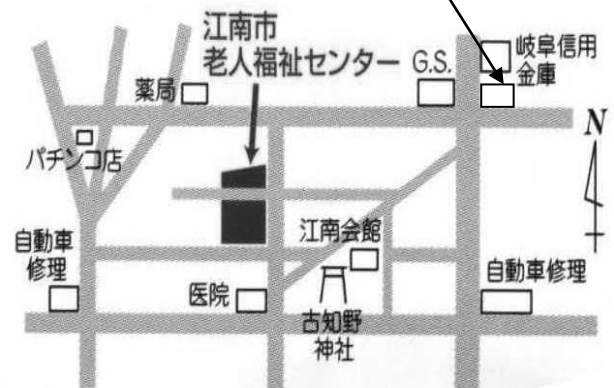 江南市
老人福祉センター
G.S.
岐阜信用
金庫
薬局
N
パチンコ店
江南会館
自動車
修理
医院
古知野
神社
自動車修理